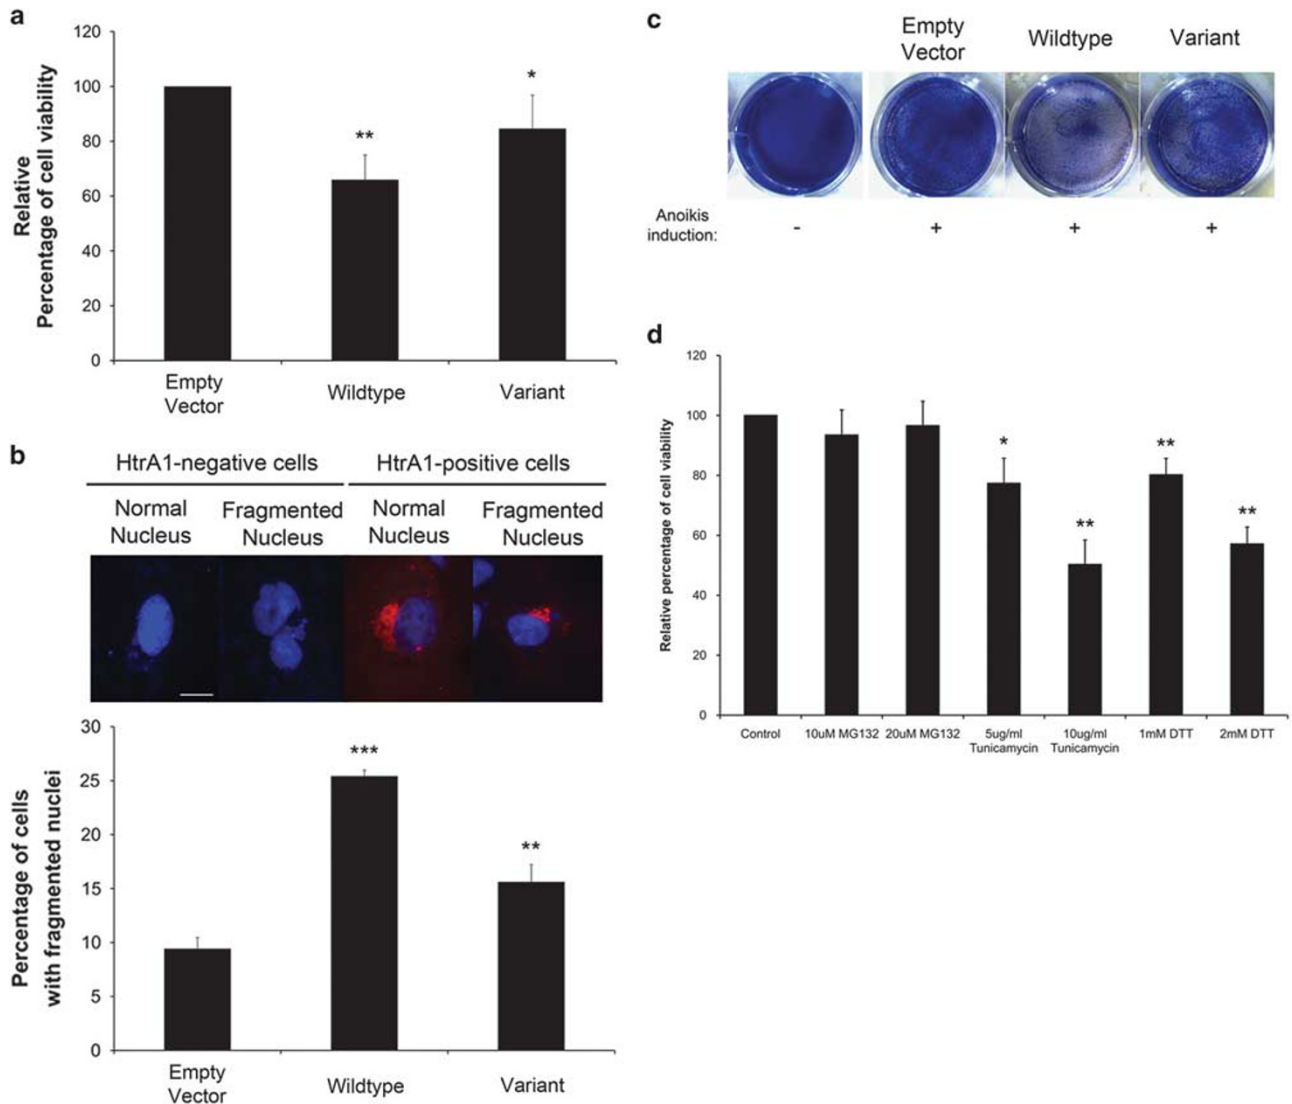 a
120
100
80
60
40
20
0
Relative
Percentage of cell viability
**
*
Empty
Vector
Wildtype
Variant
b
HtrA1-negative cells
HtrA1-positive cells
Normal
Nucleus
Fragmented
Nucleus
Normal
Nucleus
Fragmented
Nucleus
30
25
20
15
10
5
0
Percentage of cells
with fragmented nuclei
***
**
Empty
Vector
Wildtype
Variant
c
Empty
Vector
Wildtype
Variant
Anoikis
induction:
-
+
+
+
d
120
100
80
60
40
20
0
Relative percentage of cell viability
*
**
**
**
Control
10uM MG132
20uM MG132
5ug/ml
Tunicamycin
10ug/ml
Tunicamycin
1mM DTT
2mM DTT